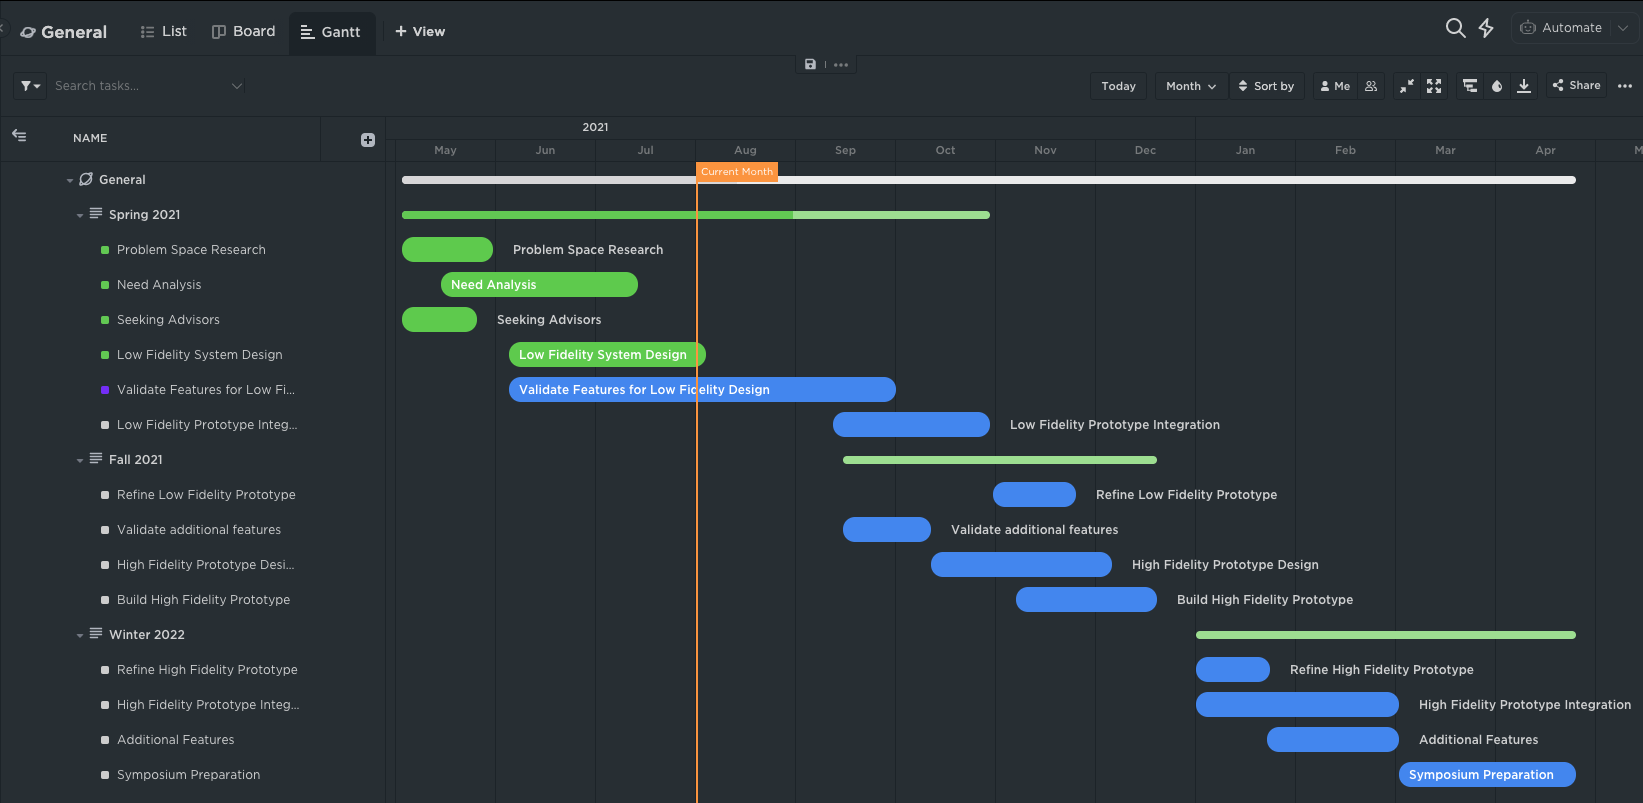 General List Board Gantt + View Automate
Search tasks... Today Month Sort by Me Share
NAME 2021
May Jun Jul Aug Sep Oct Nov Dec Jan Feb Mar Apr M
Current Month
General
Spring 2021
Problem Space Research Problem Space Research
Need Analysis Need Analysis
Seeking Advisors Seeking Advisors
Low Fidelity System Design Low Fidelity System Design
Validate Features for Low Fi... Validate Features for Low Fidelity Design
Low Fidelity Prototype Integ... Low Fidelity Prototype Integration
Fall 2021
Refine Low Fidelity Prototype Refine Low Fidelity Prototype
Validate additional features Validate additional features
High Fidelity Prototype Desi... High Fidelity Prototype Design
Build High Fidelity Prototype Build High Fidelity Prototype
Winter 2022
Refine High Fidelity Prototype Refine High Fidelity Prototype
High Fidelity Prototype Integ... High Fidelity Prototype Integration
Additional Features Additional Features
Symposium Preparation Symposium Preparation